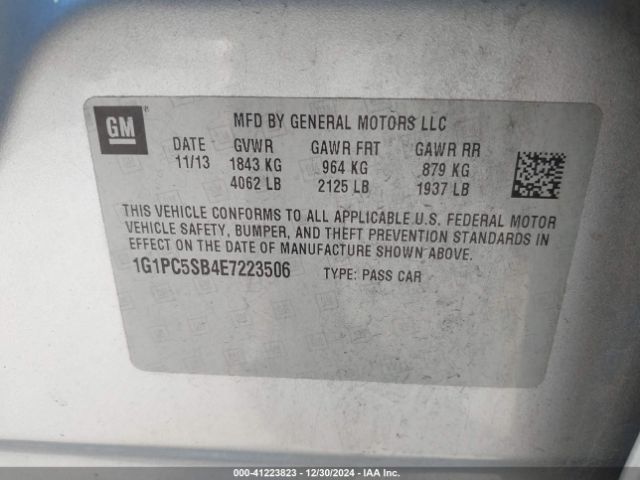 GM®
MFD BY GENERAL MOTORS LLC
DATE GVWR GAWR FRT GAWR RR
11/13 1843 KG 964 KG 879 KG
4062 LB 2125 LB 1937 LB
THIS VEHICLE CONFORMS TO ALL APPLICABLE U.S. FEDERAL MOTOR
VEHICLE SAFETY, BUMPER, AND THEFT PREVENTION STANDARDS IN
EFFECT ON THE DATE OF MANUFACTURE SHOWN ABOVE.
1G1PC5SB4E7223506 TYPE: PASS CAR
000-41223823 - 12/30/2024 - IAA Inc.